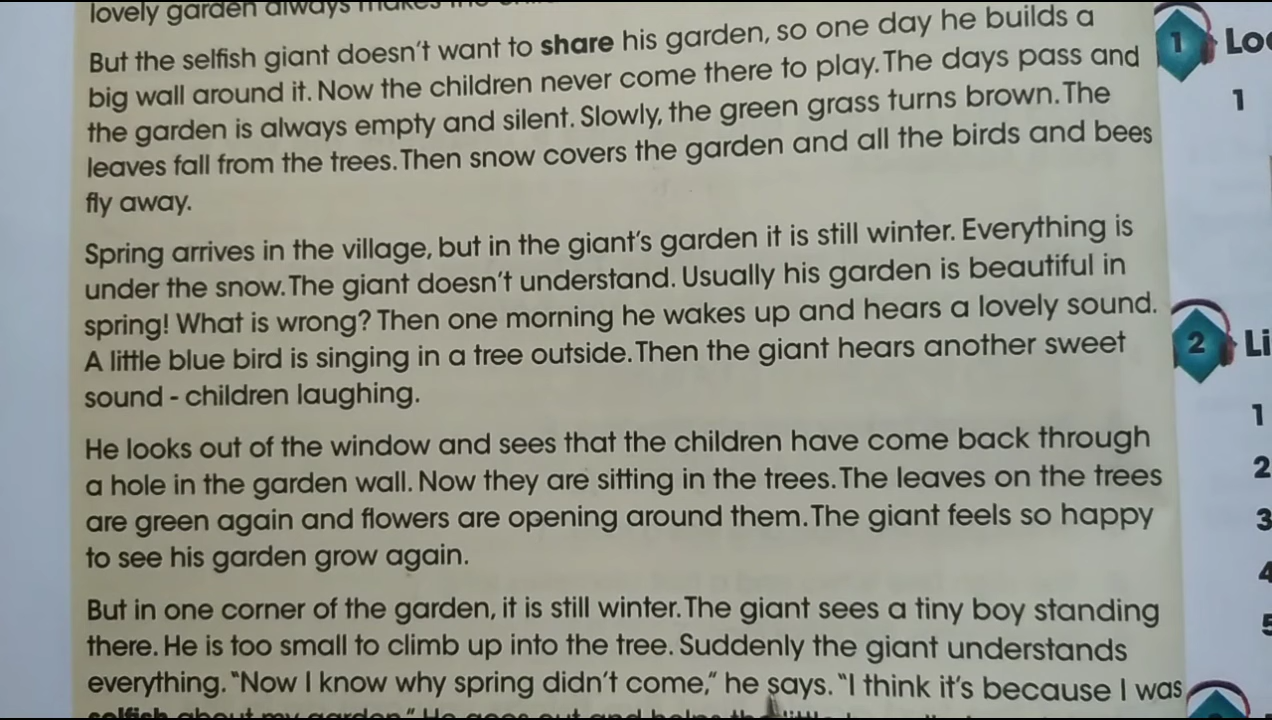 lovely garden always makes the
But the selfish giant doesn't want to share his garden, so one day he builds a
big wall around it. Now the children never come there to play. The days pass and
the garden is always empty and silent. Slowly, the green grass turns brown. The
leaves fall from the trees. Then snow covers the garden and all the birds and bees
fly away.
Spring arrives in the village, but in the giant's garden it is still winter. Everything is
under the snow. The giant doesn't understand. Usually his garden is beautiful in
spring! What is wrong? Then one morning he wakes up and hears a lovely sound.
A little blue bird is singing in a tree outside. Then the giant hears another sweet
sound - children laughing.
He looks out of the window and sees that the children have come back through
a hole in the garden wall. Now they are sitting in the trees. The leaves on the trees
are green again and flowers are opening around them. The giant feels so happy
to see his garden grow again.
But in one corner of the garden, it is still winter. The giant sees a tiny boy standing
there. He is too small to climb up into the tree. Suddenly the giant understands
everything. "Now I know why spring didn't come," he says. "I think it's because I was
selfish about my garden." He goes out and helps the little
1
1
2
Li
1
2
3
4
5